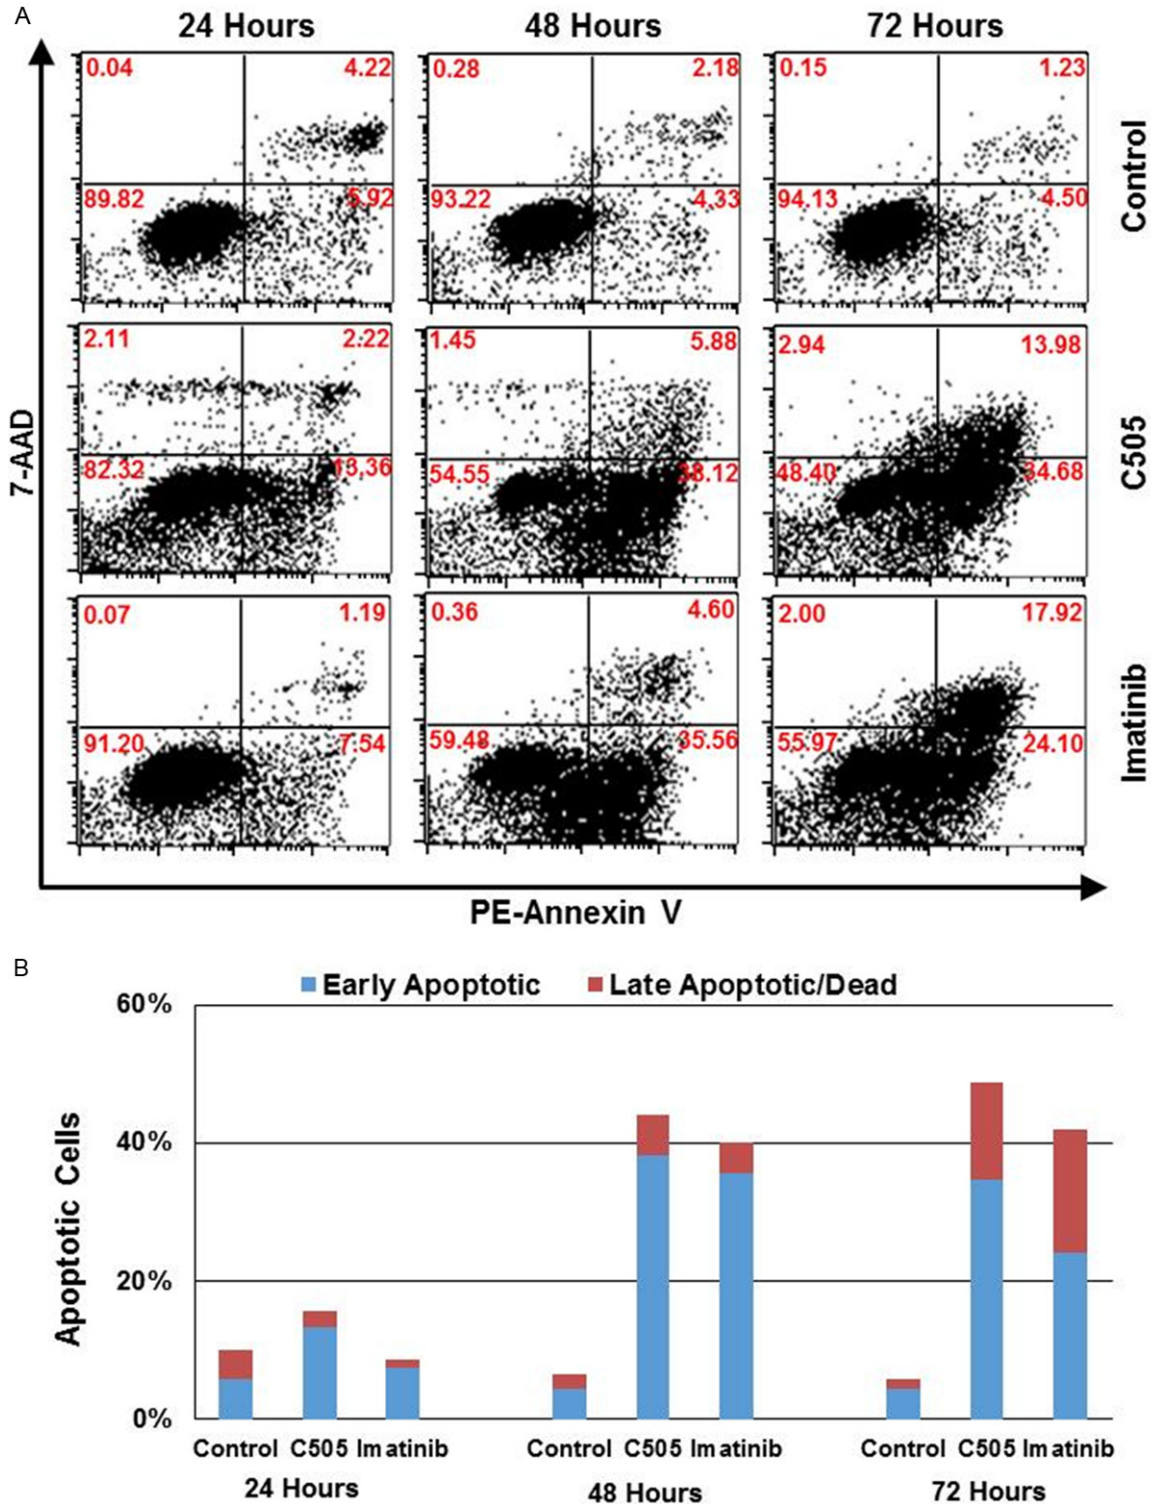 A
24 Hours 48 Hours 72 Hours
0.04 4.22 0.28 2.18 0.15 1.23
89.82 5.92 93.22 4.33 94.13 4.50
Control
2.11 2.22 1.45 5.88 2.94 13.98
82.32 13.36 54.55 38.12 48.40 34.68
C505
7-AAD
0.07 1.19 0.36 4.60 2.00 17.92
91.20 7.54 59.48 35.56 55.97 24.10
Imatinib
PE-Annexin V
B
Early Apoptotic Late Apoptotic/Dead
60%
40%
20%
0%
Apoptotic Cells
Control C505 Imatinib Control C505 Imatinib Control C505 Imatinib
24 Hours 48 Hours 72 Hours